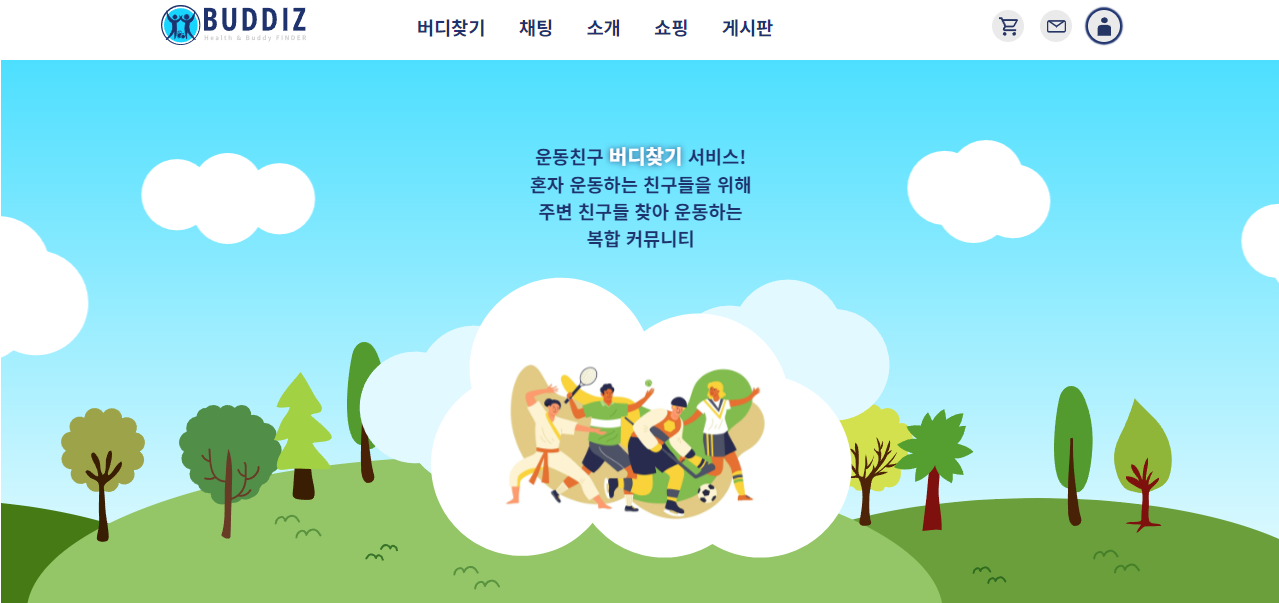 BUDDIZ
Health & Buddy FINDER
버디찾기 채팅 소개 쇼핑 게시판
운동친구 버디찾기 서비스!
혼자 운동하는 친구들을 위해
주변 친구들 찾아 운동하는
복합 커뮤니티